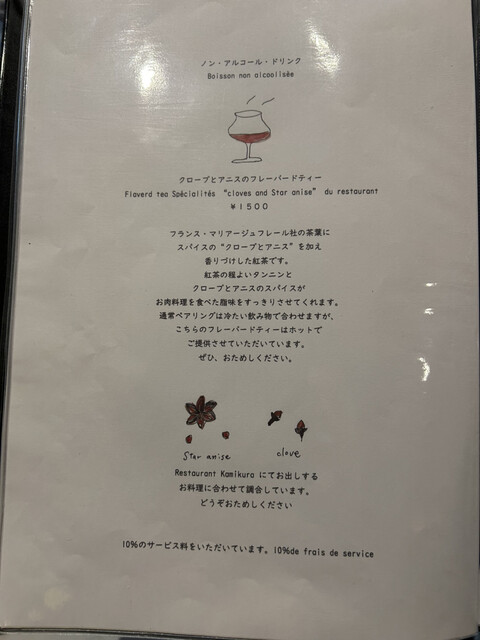 ノン・アルコール・ドリンク
Boisson non alcoolisée
クローブとアニスのフレーバードティー
Flaverd tea Spécialités “cloves and Star anise” du restaurant
￥１５００
フランス・マリアージュフレール社の茶葉に
スパイスの“クローブとアニス”を加え
香りづけした紅茶です。
紅茶の程よいタンニンと
クローブとアニスのスパイスが
お肉料理を食べた脂味をすっきりさせてくれます。
通常ペアリングは冷たい飲み物で合わせますが、
こちらのフレーバードティーはホットで
ご提供させていただいています。
ぜひ、おためしください。
Star anise
clove
Restaurant Kamikura にてお出しする
お料理に合わせて調合しています。
どうぞおためしください
10%のサービス料をいただいています。10%de frais de service